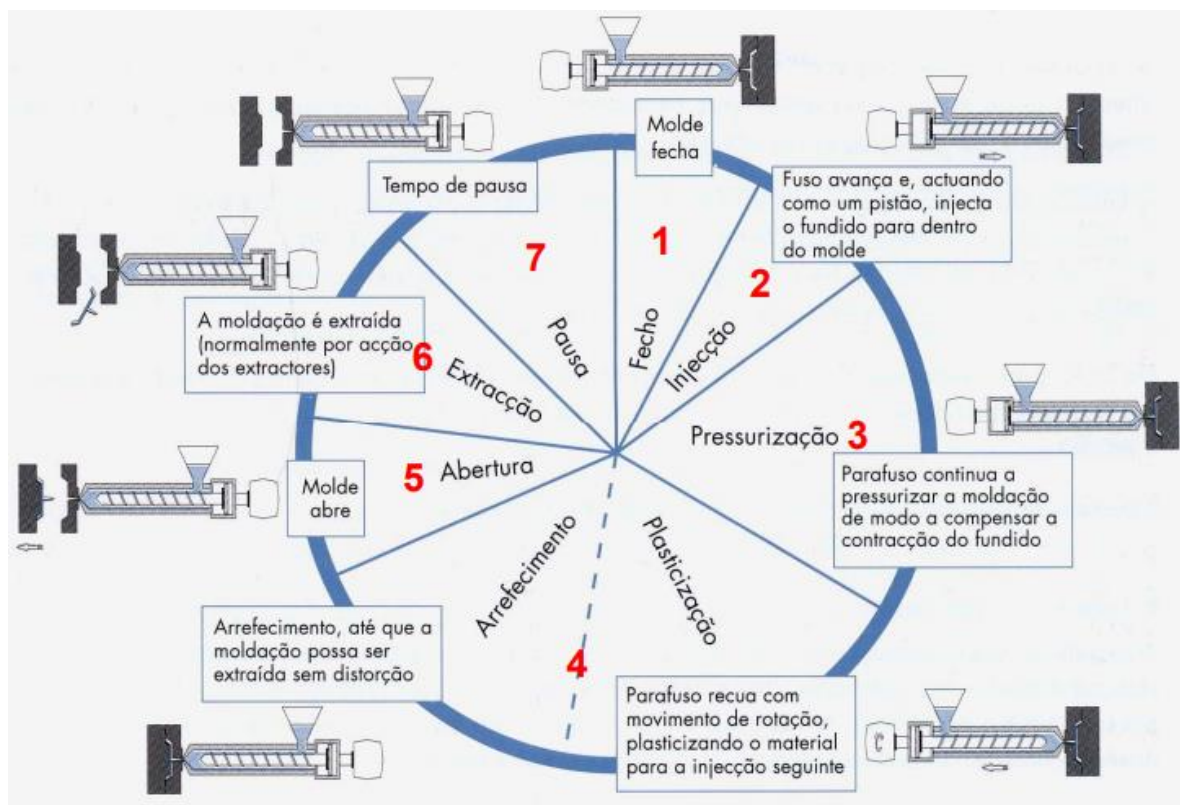 Molde
fecha
Fuso avança e, actuando
como um pistão, injecta
o fundido para dentro
do molde
Tempo de pausa
1
2
7
Fecho
Injecção
Pausa
A moldação é extraída
(normalmente por acção
dos extractores)
6
Extracção
Pressurização
3
Parafuso continua a
pressurizar a moldação
de modo a compensar a
contracção do fundido
Molde
abre
5
Abertura
Arrefecimento
Plasticização
4
Arrefecimento, até que a
moldação possa ser
extraída sem distorção
Parafuso recua com
movimento de rotação,
plasticizando o material
para a injecção seguinte